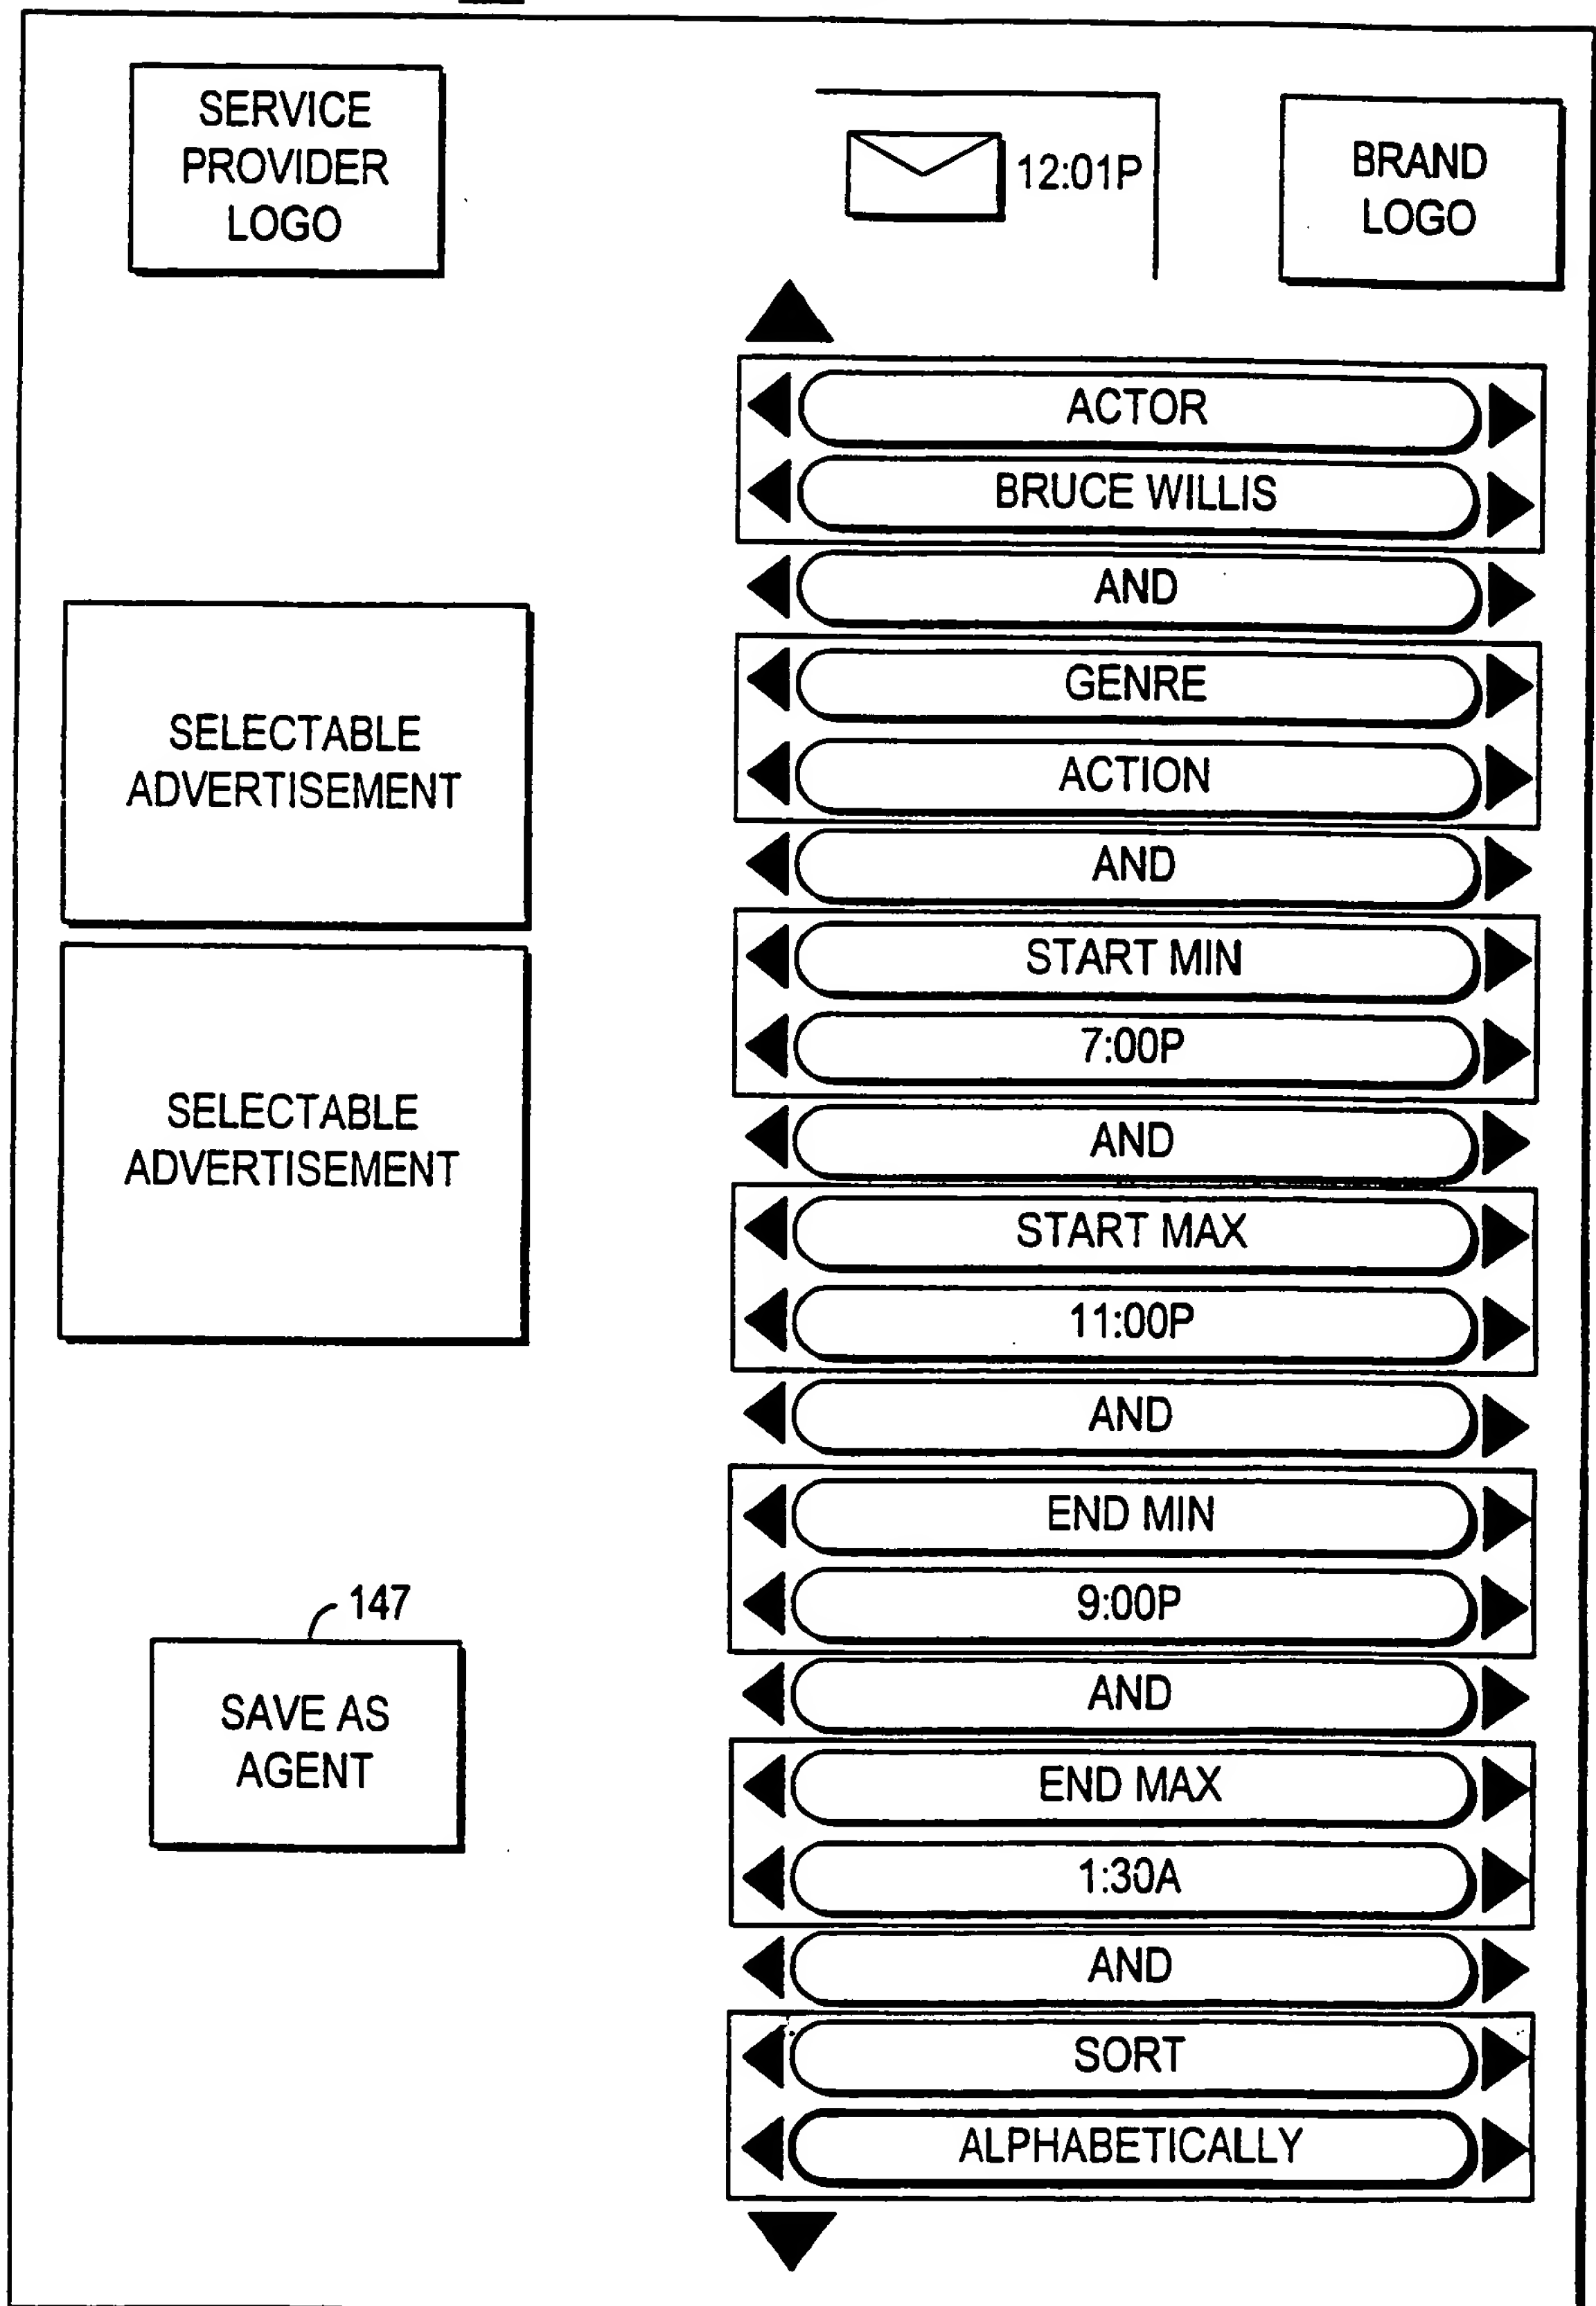 SERVICE
PROVIDER
LOGO
12:01P
BRAND
LOGO
ACTOR
BRUCE WILLIS
AND
GENRE
ACTION
AND
START MIN
7:00P
AND
START MAX
11:00P
AND
END MIN
9:00P
AND
END MAX
1:30A
AND
SORT
ALPHABETICALLY
SELECTABLE
ADVERTISEMENT
SELECTABLE
ADVERTISEMENT
147
SAVE AS
AGENT